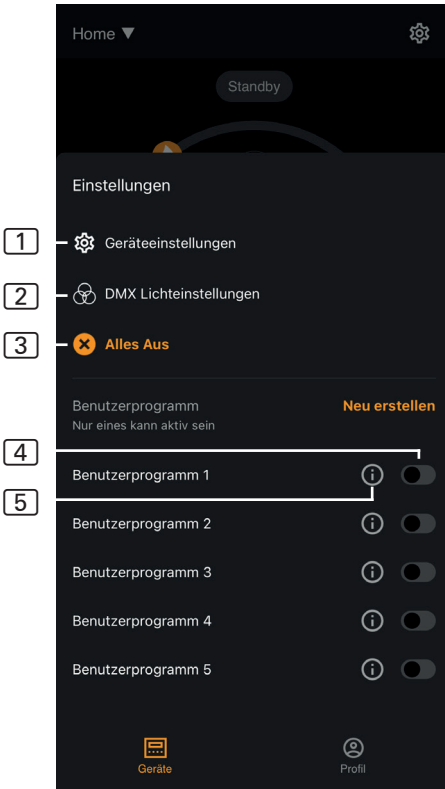 Home ▼
Standby
Einstellungen
1
Geräteeinstellungen
2
DMX Lichteinstellungen
3
Alles Aus
Benutzerprogramm
Neu erstellen
Nur eines kann aktiv sein
4
Benutzerprogramm 1
5
Benutzerprogramm 2
Benutzerprogramm 3
Benutzerprogramm 4
Benutzerprogramm 5
Geräte
Profil